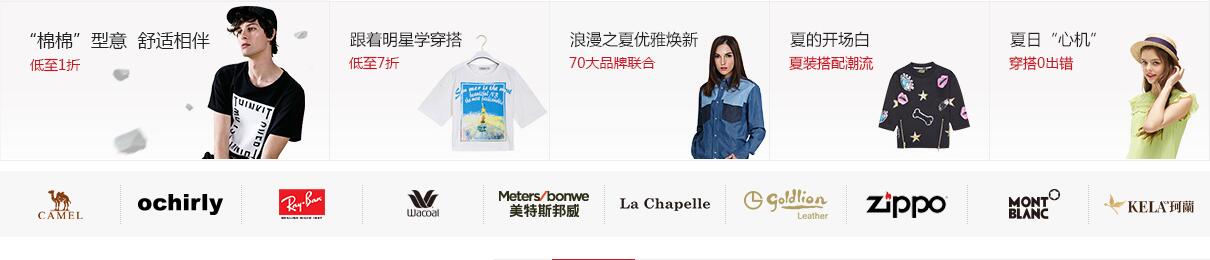 “棉棉”型意 舒适相伴
低至1折
跟着明星学穿搭
低至7折
浪漫之夏优雅焕新
70大品牌联合
夏的开场白
夏装搭配潮流
夏日“心机”
穿搭0出错
CAMEL
ochirly
Ray-Ban
Wacoal
Meters/bonwe
美特斯邦威
La Chapelle
goldlion
Leather
zippo
MONT
BLANC
KELA珂蘭